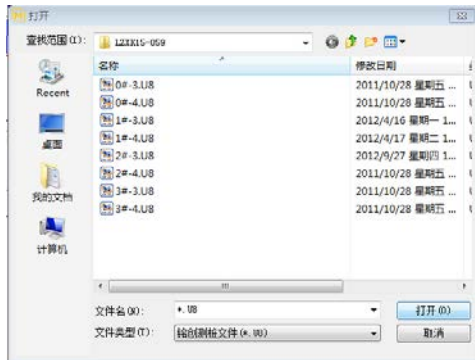 打开
查找范围(I): LZXK15-059
名称 修改日期
0#-3.U8 2011/10/28 星期五 ...
0#-4.U8 2011/10/28 星期五 ...
1#-3.U8 2012/4/16 星期一 1...
1#-4.U8 2012/4/17 星期二 1...
2#-3.U8 2012/9/27 星期四 1...
2#-4.U8 2011/10/28 星期五 ...
3#-3.U8 2011/10/28 星期五 ...
3#-4.U8 2011/10/28 星期五 ...
Recent
桌面
我的文档
计算机
文件名(N): *.U8 打开(O)
文件类型(T): 测桩文件(*.U8) 取消